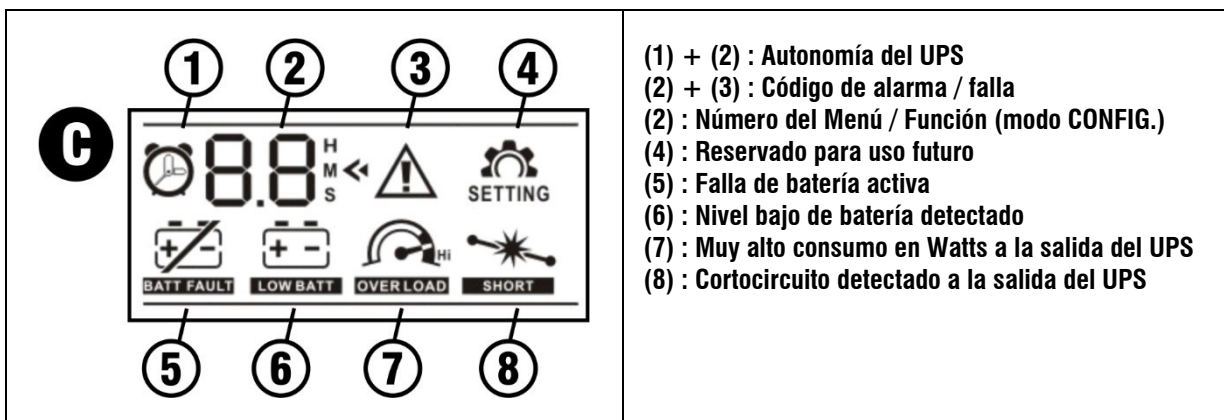 1 2 3 4
C
8.8 H
M
S
SETTING
Hi
BATT FAULT LOW BATT OVER LOAD SHORT
5 6 7 8
(1) + (2) : Autonomía del UPS
(2) + (3) : Código de alarma / falla
(2) : Número del Menú / Función (modo CONFIG.)
(4) : Reservado para uso futuro
(5) : Falla de batería activa
(6) : Nivel bajo de batería detectado
(7) : Muy alto consumo en Watts a la salida del UPS
(8) : Cortocircuito detectado a la salida del UPS